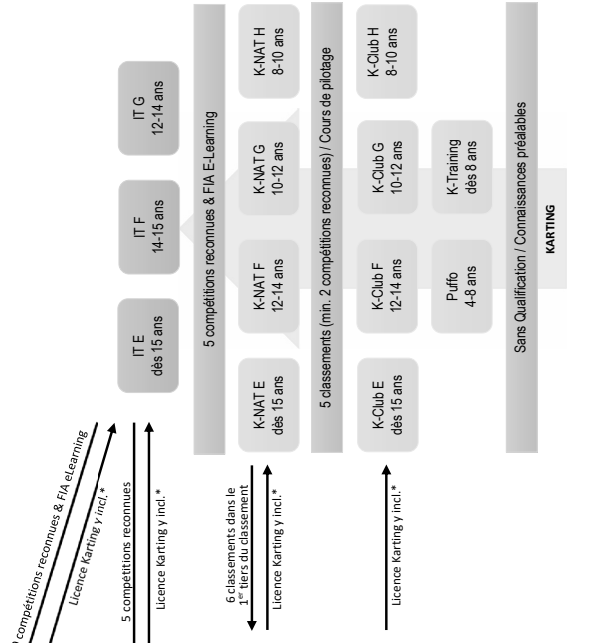 compétitions reconnues & FIA eLearning
Licence Karting y incl.*
5 compétitions reconnues
Licence Karting y incl.*
IT E
dès 15 ans
IT F
14-15 ans
IT G
12-14 ans
5 compétitions reconnues & FIA E-Learning
6 classements dans le
1er tiers du classement
Licence Karting y incl.*
K-NAT E
dès 15 ans
K-NAT F
12-14 ans
K-NAT G
10-12 ans
K-NAT H
8-10 ans
5 classements (min. 2 compétitions reconnues) / Cours de pilotage
Licence Karting y incl.*
K-Club E
dès 15 ans
K-Club F
12-14 ans
K-Club G
10-12 ans
K-Club H
8-10 ans
Puffo
4-8 ans
K-Training
dès 8 ans
Sans Qualification / Connaissances préalables
KARTING